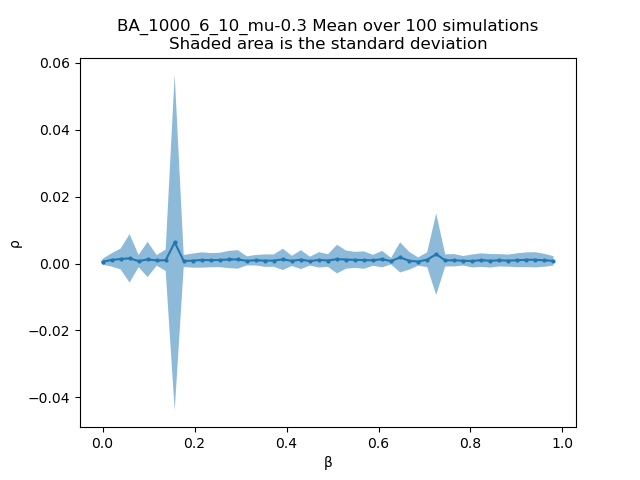 BA_1000_6_10_mu-0.3 Mean over 100 simulations
Shaded area is the standard deviation
0.06
0.04
0.02
0.00
−0.02
−0.04
ρ
0.0 0.2 0.4 0.6 0.8 1.0
β